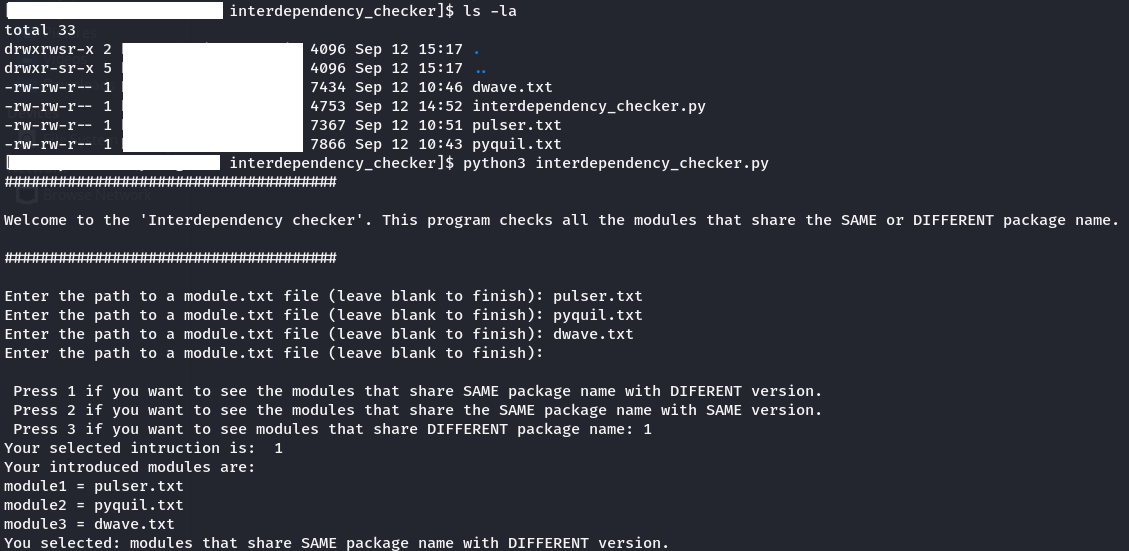 [ interdependency_checker]$ ls -la
total 33
drwxrwsr-x 2 4096 Sep 12 15:17 .
drwxr-sr-x 5 4096 Sep 12 15:17 ..
-rw-rw-r-- 1 7434 Sep 12 10:46 dwave.txt
-rw-rw-r-- 1 4753 Sep 12 14:52 interdependency_checker.py
-rw-rw-r-- 1 7367 Sep 12 10:51 pulser.txt
-rw-rw-r-- 1 7866 Sep 12 10:43 pyquil.txt
[ interdependency_checker]$ python3 interdependency_checker.py
#####################################
Browse Network
Welcome to the 'Interdependency checker'. This program checks all the modules that share the SAME or DIFFERENT package name.
#####################################
Enter the path to a module.txt file (leave blank to finish): pulser.txt
Enter the path to a module.txt file (leave blank to finish): pyquil.txt
Enter the path to a module.txt file (leave blank to finish): dwave.txt
Enter the path to a module.txt file (leave blank to finish):
Press 1 if you want to see the modules that share SAME package name with DIFERENT version.
Press 2 if you want to see the modules that share the SAME package name with SAME version.
Press 3 if you want to see modules that share DIFFERENT package name: 1
Your selected intruction is:  1
Your introduced modules are:
module1 = pulser.txt
module2 = pyquil.txt
module3 = dwave.txt
You selected: modules that share SAME package name with DIFFERENT version.